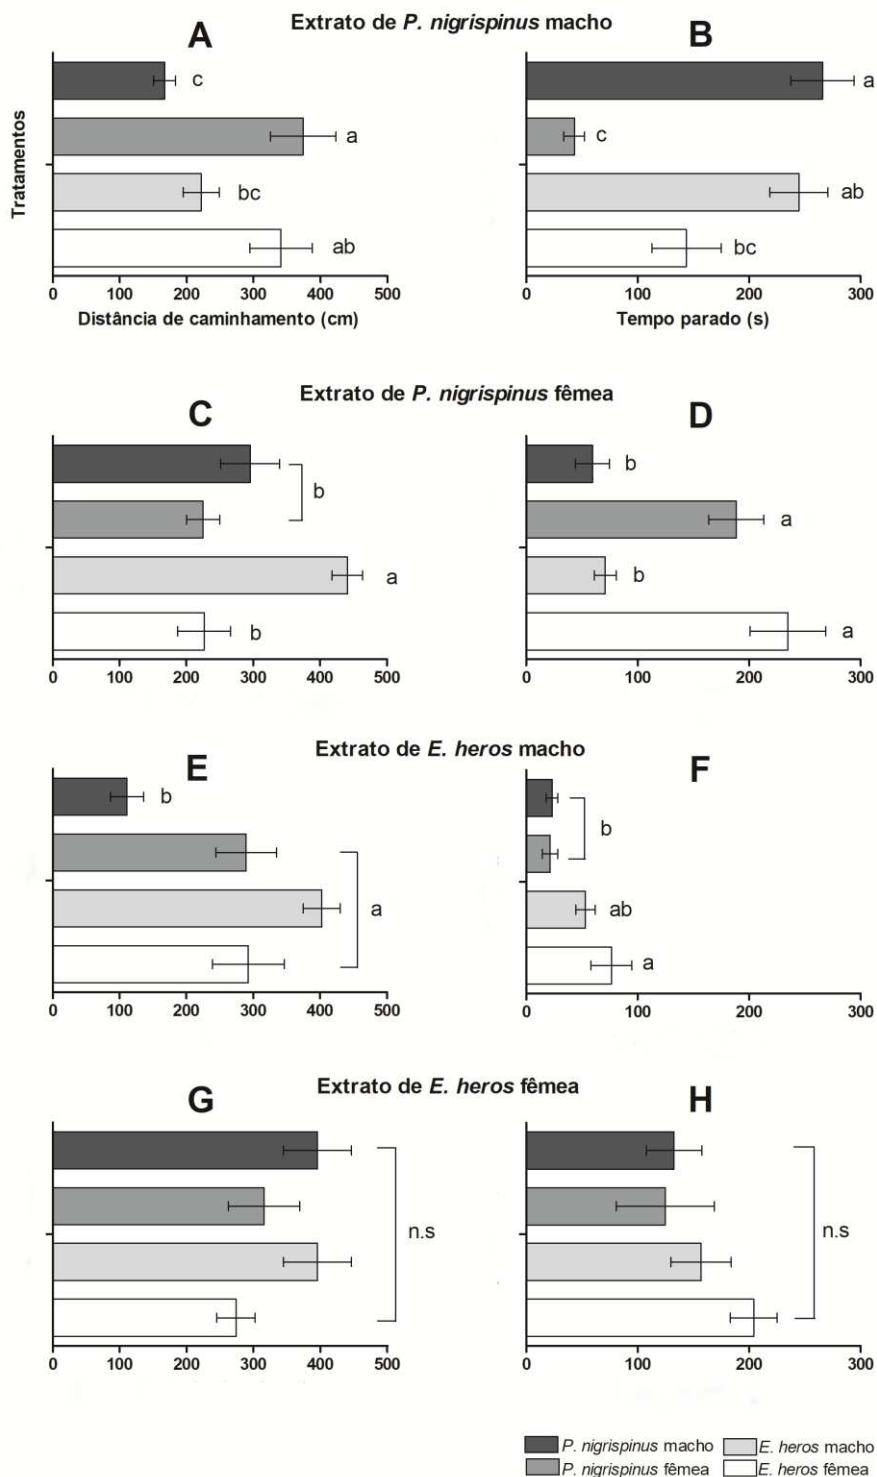 Extrato de P. nigrispinus macho
A
B
Tratamentos
c
a
bc
ab
a
c
ab
bc
0 100 200 300 400 500
0 100 200 300
Distância de caminhamento (cm)
Tempo parado (s)
Extrato de P. nigrispinus fêmea
C
D
b
a
b
b
a
b
a
0 100 200 300 400 500
0 100 200 300
Extrato de E. heros macho
E
F
b
a
b
ab
a
0 100 200 300 400 500
0 100 200 300
Extrato de E. heros fêmea
G
H
n.s
n.s
0 100 200 300 400 500
0 100 200 300
P. nigrispinus macho
E. heros macho
P. nigrispinus fêmea
E. heros fêmea